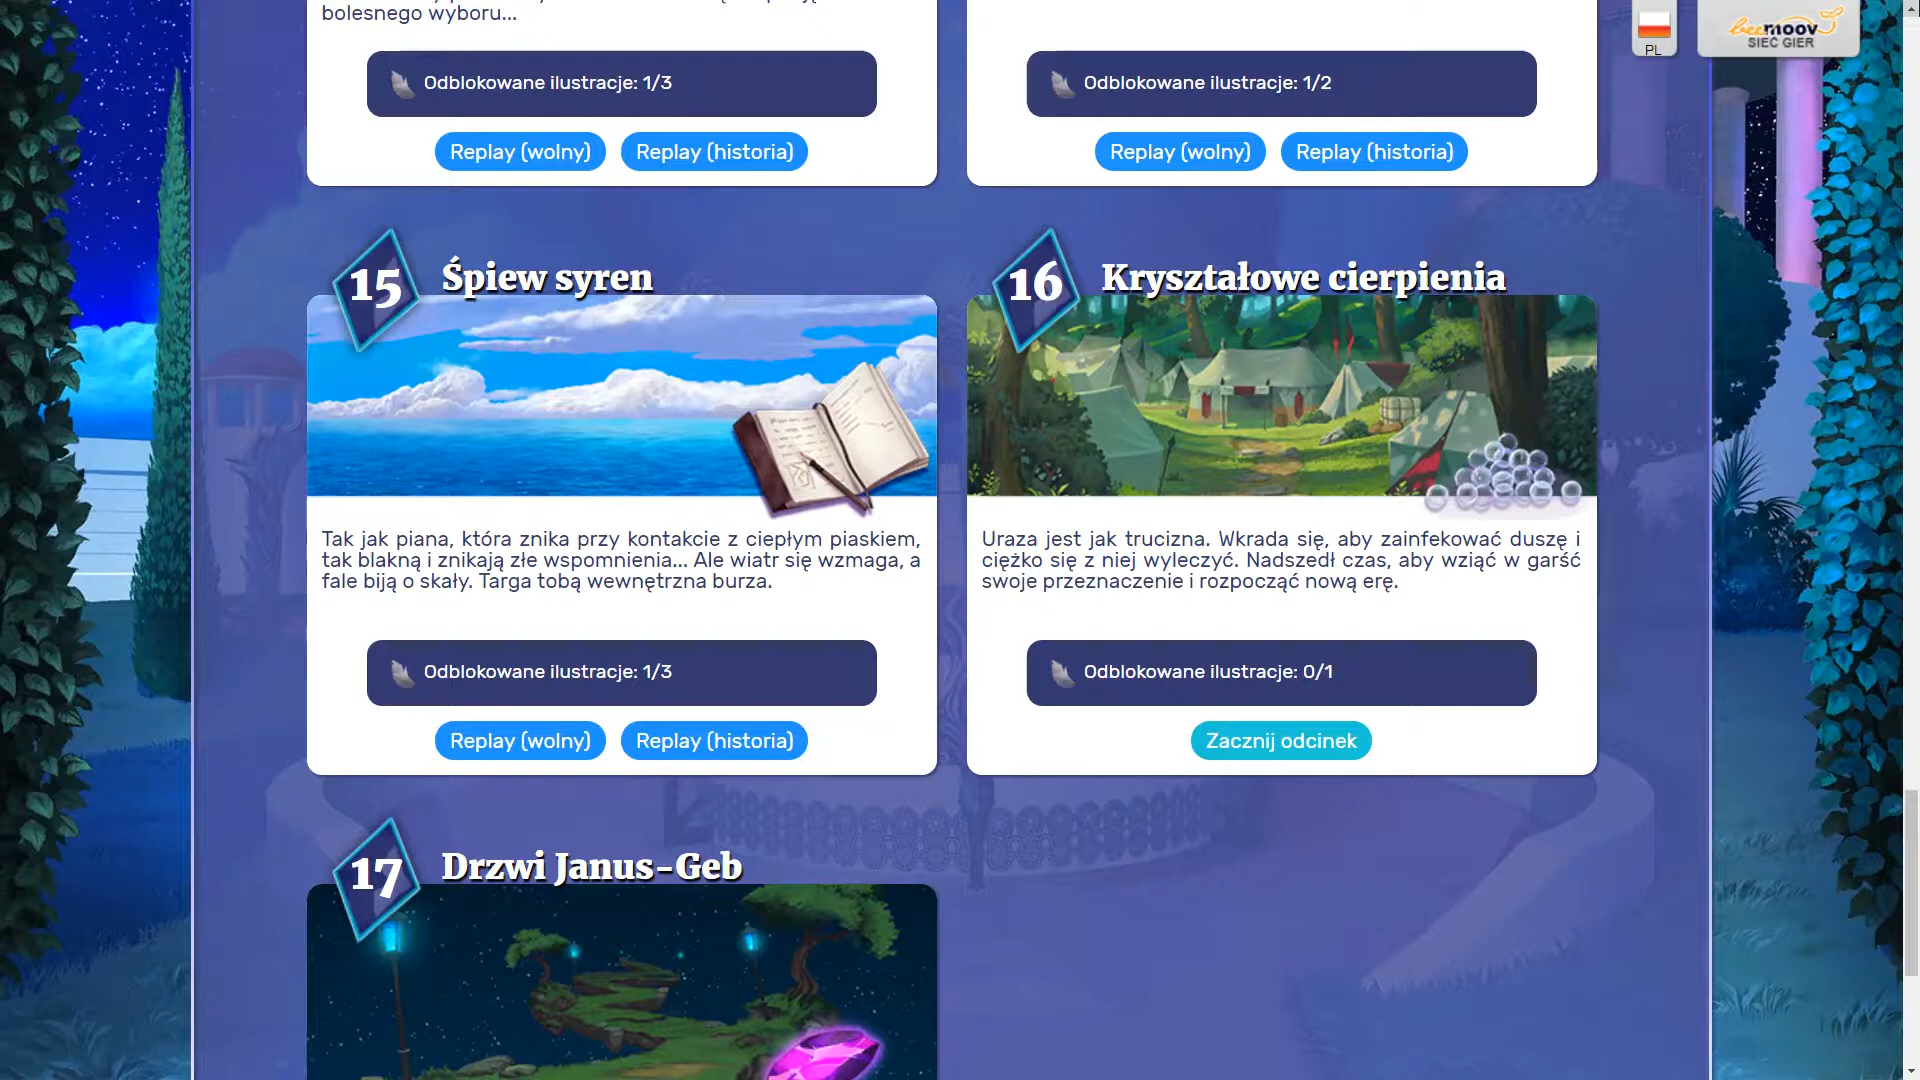 bolesnego wyboru...
Odblokowane ilustracje: 1/3
Replay (wolny)
Replay (historia)
Odblokowane ilustracje: 1/2
Replay (wolny)
Replay (historia)
PL
beemoov
SIEĆ GIER
15
Śpiew syren
Tak jak piana, która znika przy kontakcie z ciepłym piaskiem,
tak blakną i znikają złe wspomnienia... Ale wiatr się wzmaga, a
fale biją o skały. Targa tobą wewnętrzna burza.
Odblokowane ilustracje: 1/3
Replay (wolny)
Replay (historia)
16
Kryształowe cierpienia
Uraza jest jak trucizna. Wkrada się, aby zainfekować duszę i
ciężko się z niej wyleczyć. Nadszedł czas, aby wziąć w garść
swoje przeznaczenie i rozpocząć nową erę.
Odblokowane ilustracje: 0/1
Zacznij odcinek
17
Drzwi Janus-Geb